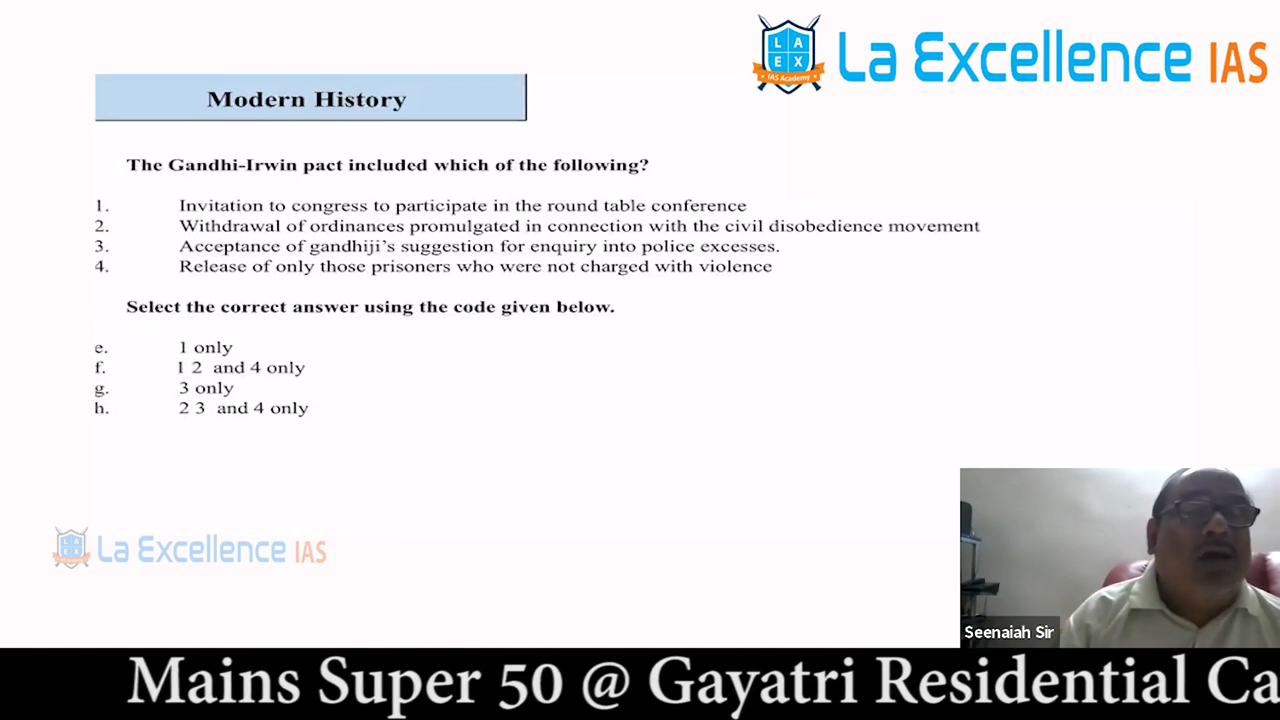 LA
EX
IAS Academy
La Excellence IAS
Modern History
The Gandhi-Irwin pact included which of the following?
1. Invitation to congress to participate in the round table conference
2. Withdrawal of ordinances promulgated in connection with the civil disobedience movement
3. Acceptance of gandhiji's suggestion for enquiry into police excesses.
4. Release of only those prisoners who were not charged with violence
Select the correct answer using the code given below.
e. 1 only
f. 1 2 and 4 only
g. 3 only
h. 2 3 and 4 only
La Excellence IAS
Seenaiah Sir
Mains Super 50 @ Gayatri Residential Ca